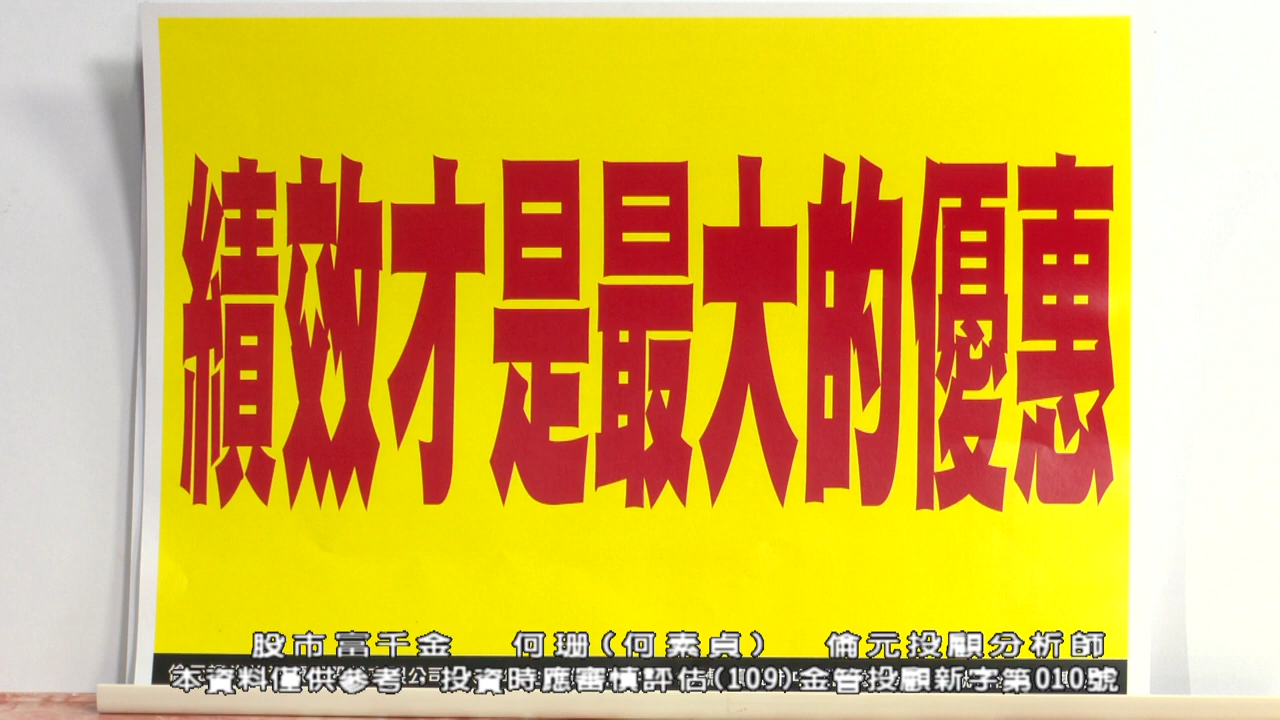 績效才是最大的優惠
股市富千金 何珊(何素貞) 倫元投顧分析師
本資料僅供參考 投資時應審慎評估(109)金管投顧新字第010號